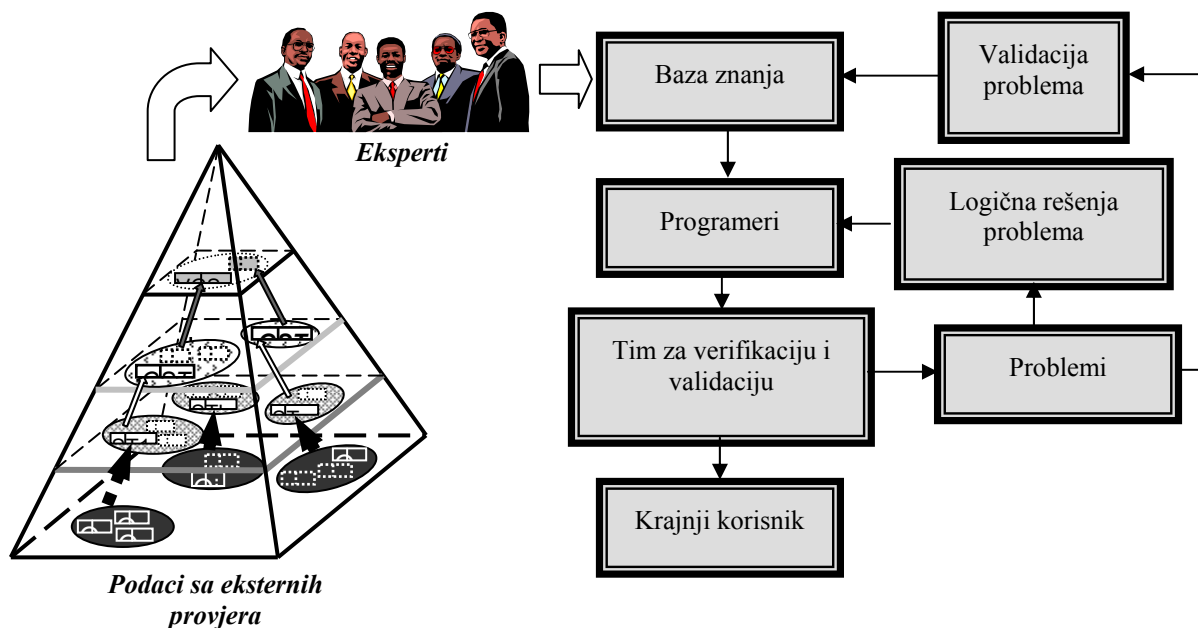 Eksperti
Baza znanja
Validacija
problema
Programeri
Logična rešenja
problema
Tim za verifikaciju i
validaciju
Problemi
Krajnji korisnik
Podaci sa eksternih
provjera